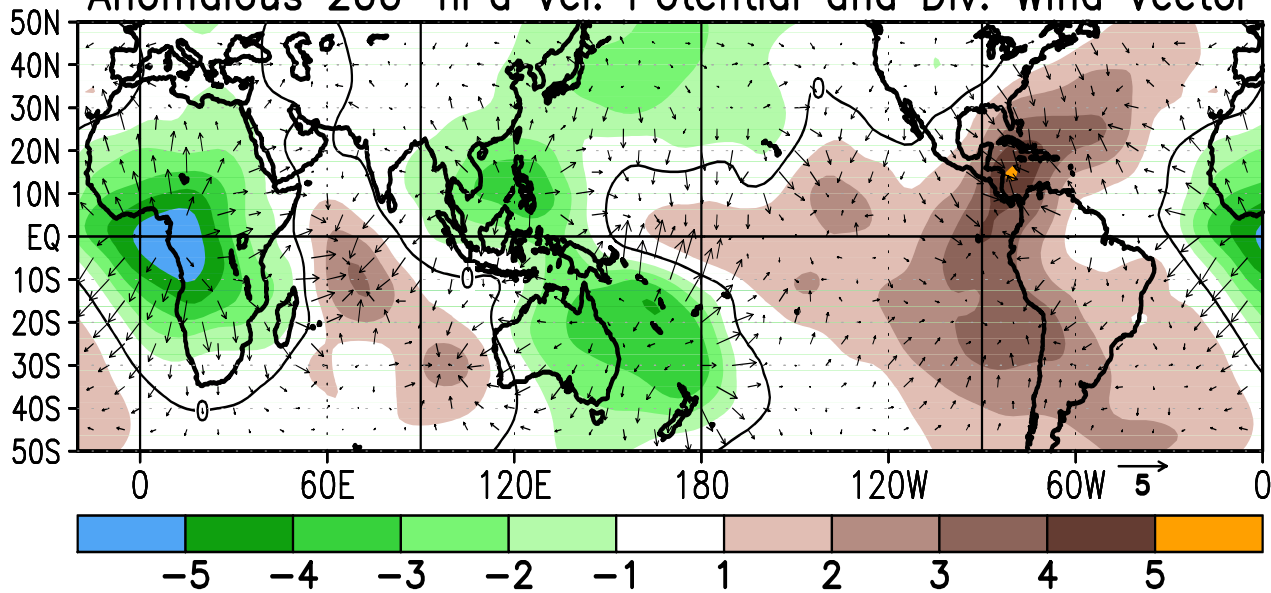 Anomalous 200-hPa Vel. Potential and Div. Wind Vector
50N
40N
30N
20N
10N
EQ
10S
20S
30S
40S
50S
0
0
0
0 60E 120E 180 120W 60W 0
5
-5 -4 -3 -2 -1 1 2 3 4 5